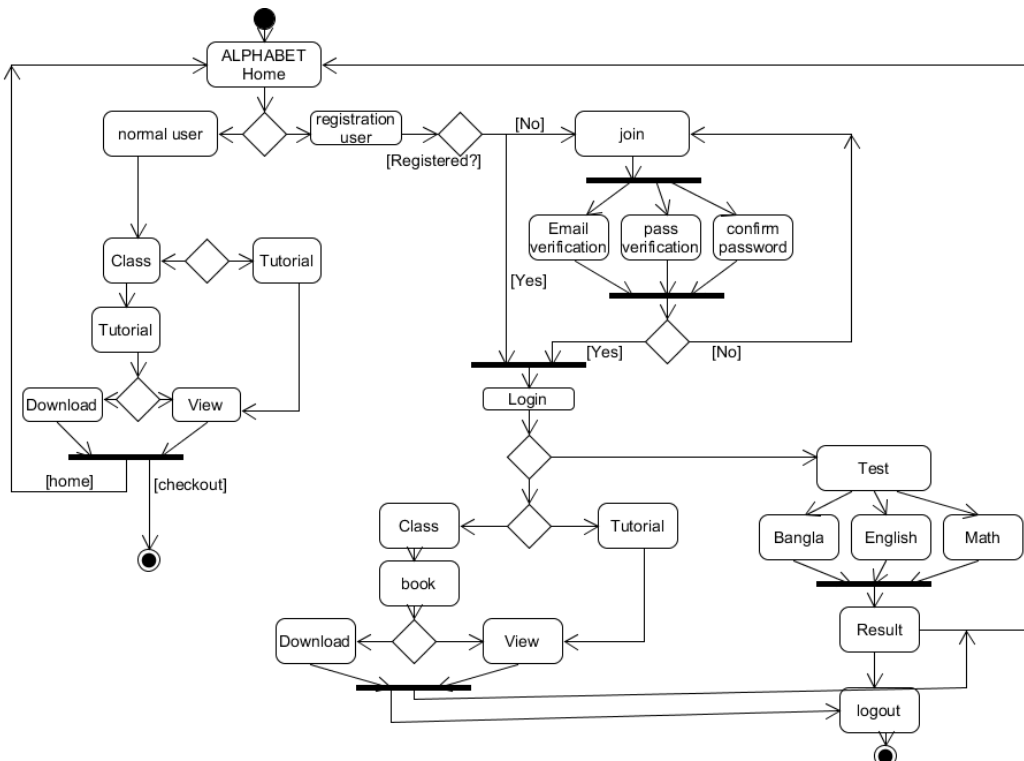 ALPHABET
Home
normal user
registration
user
[No]
join
[Registered?]
Email
verification
pass
verification
confirm
password
Class
Tutorial
[Yes]
Tutorial
[Yes]
[No]
Download
View
Login
[home]
[checkout]
Test
Class
Tutorial
Bangla
English
Math
book
Download
View
Result
logout